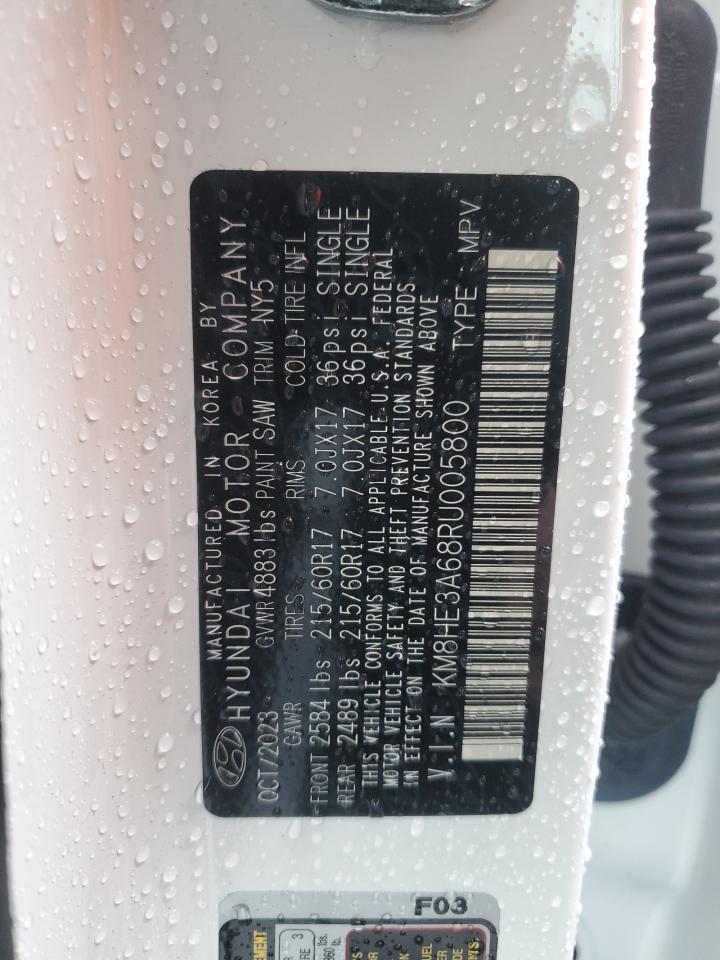 MANUFACTURED IN KOREA BY
HYUNDAI MOTOR COMPANY
OCT/2023 GVWR 4883 lbs PAINT SAW TRIM NY5
GAWR TIRES RIMS COLD TIRE INFL
FRONT 2584 lbs 215/60R17 7.0JX17 36psi SINGLE
REAR 2489 lbs 215/60R17 7.0JX17 36psi SINGLE
THIS VEHICLE CONFORMS TO ALL APPLICABLE U.S.A. FEDERAL
MOTOR VEHICLE SAFETY AND THEFT PREVENTION STANDARDS
IN EFFECT ON THE DATE OF MANUFACTURE SHOWN ABOVE
V.I.N KM8HE3A68RU005800 TYPE MPV
F03